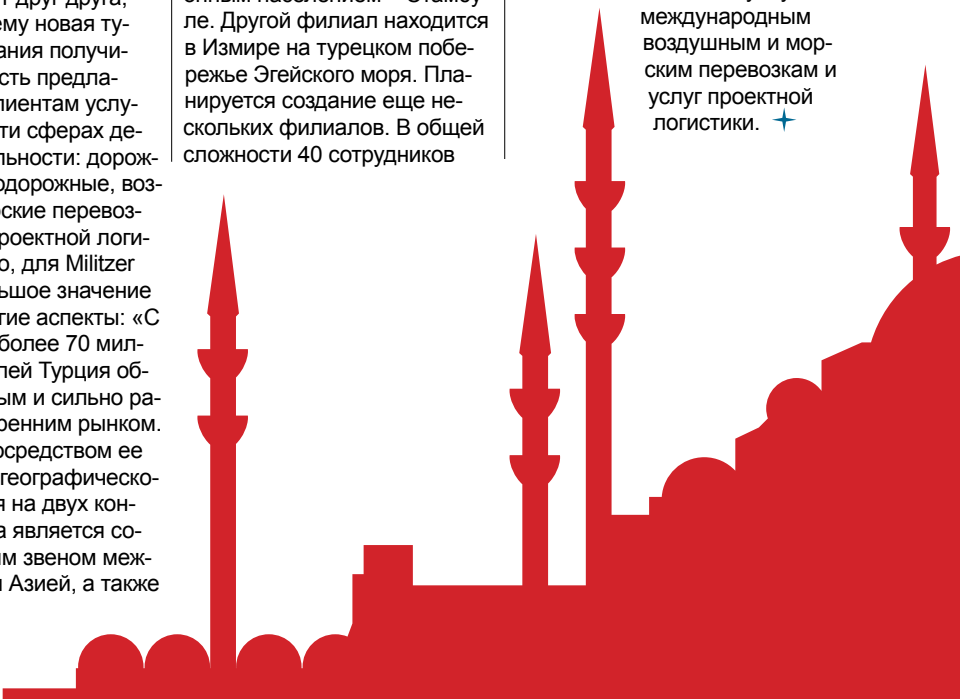 друг друга,
ему новая ту-
ания получи-
сть предла-
лиентам услу-
ти сферах де-
льности: дорож-
одорожные, воз-
ские перевоз-
роектной логи-
о, для Militzer
льшое значение
гие аспекты: «С
более 70 мил-
лей Турция об-
ым и сильно ра-
ренним рынком.
осредством ее
географическо-
я на двух кон-
а является со-
ым звеном меж-
и Азией, а также
ле. Другой филиал находится
в Измире на турецком побе-
режье Эгейского моря. Пла-
нируется создание еще не-
скольких филиалов. В общей
сложности 40 сотрудников
международным
воздушным и мор-
ским перевозкам и
услуг проектной
логистики.